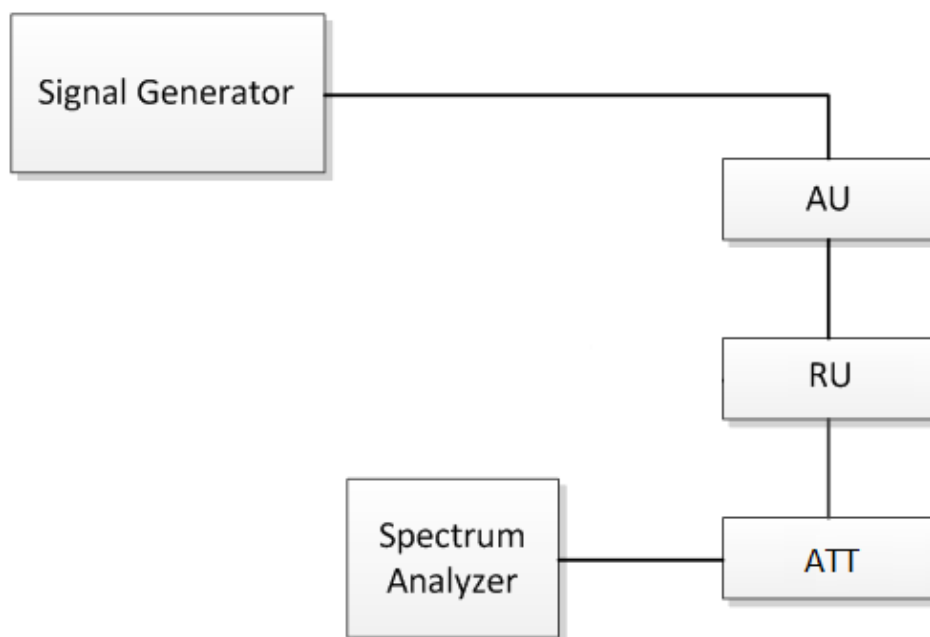 Signal Generator
AU
RU
Spectrum
Analyzer
ATT